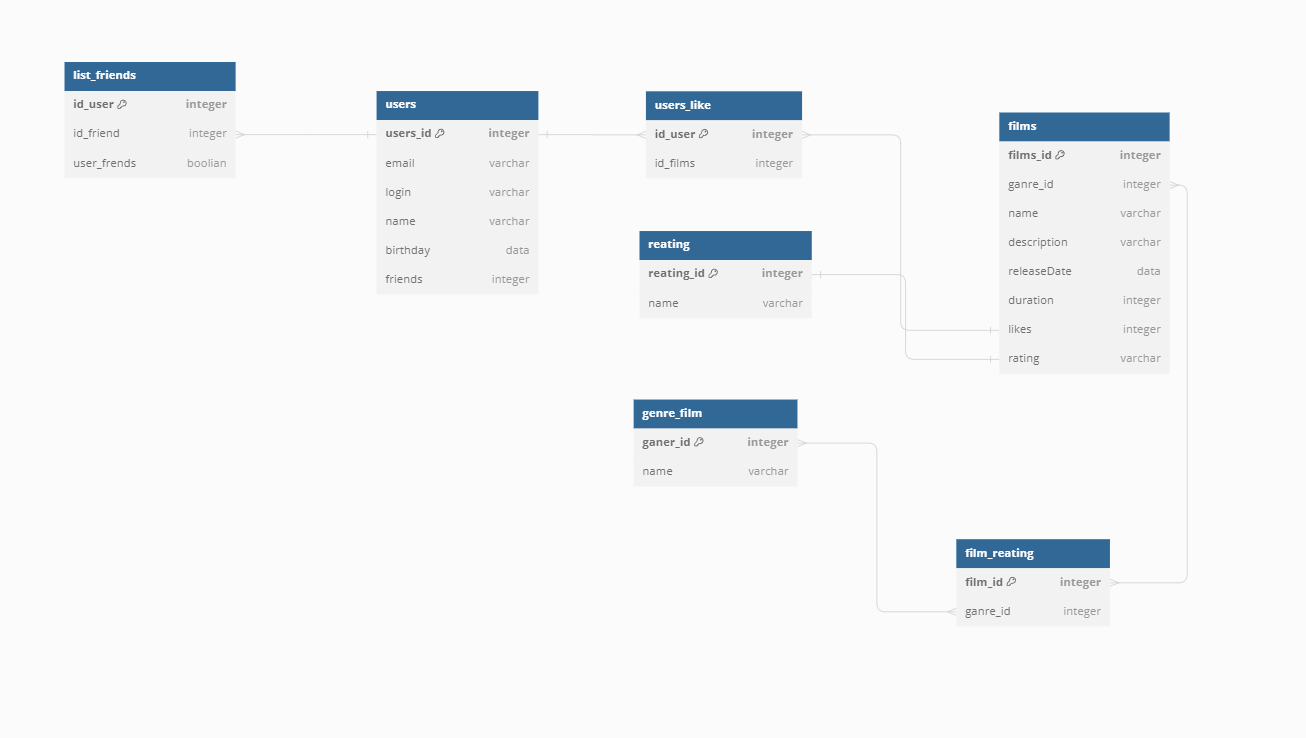 list_friends
id_user integer
id_friend integer
user_frends boolian
users
users_id integer
email varchar
login varchar
name varchar
birthday data
friends integer
users_like
id_user integer
id_films integer
reating
reating_id integer
name varchar
films
films_id integer
ganre_id integer
name varchar
description varchar
releaseDate data
duration integer
likes integer
rating varchar
genre_film
ganer_id integer
name varchar
film_reating
film_id integer
ganre_id integer